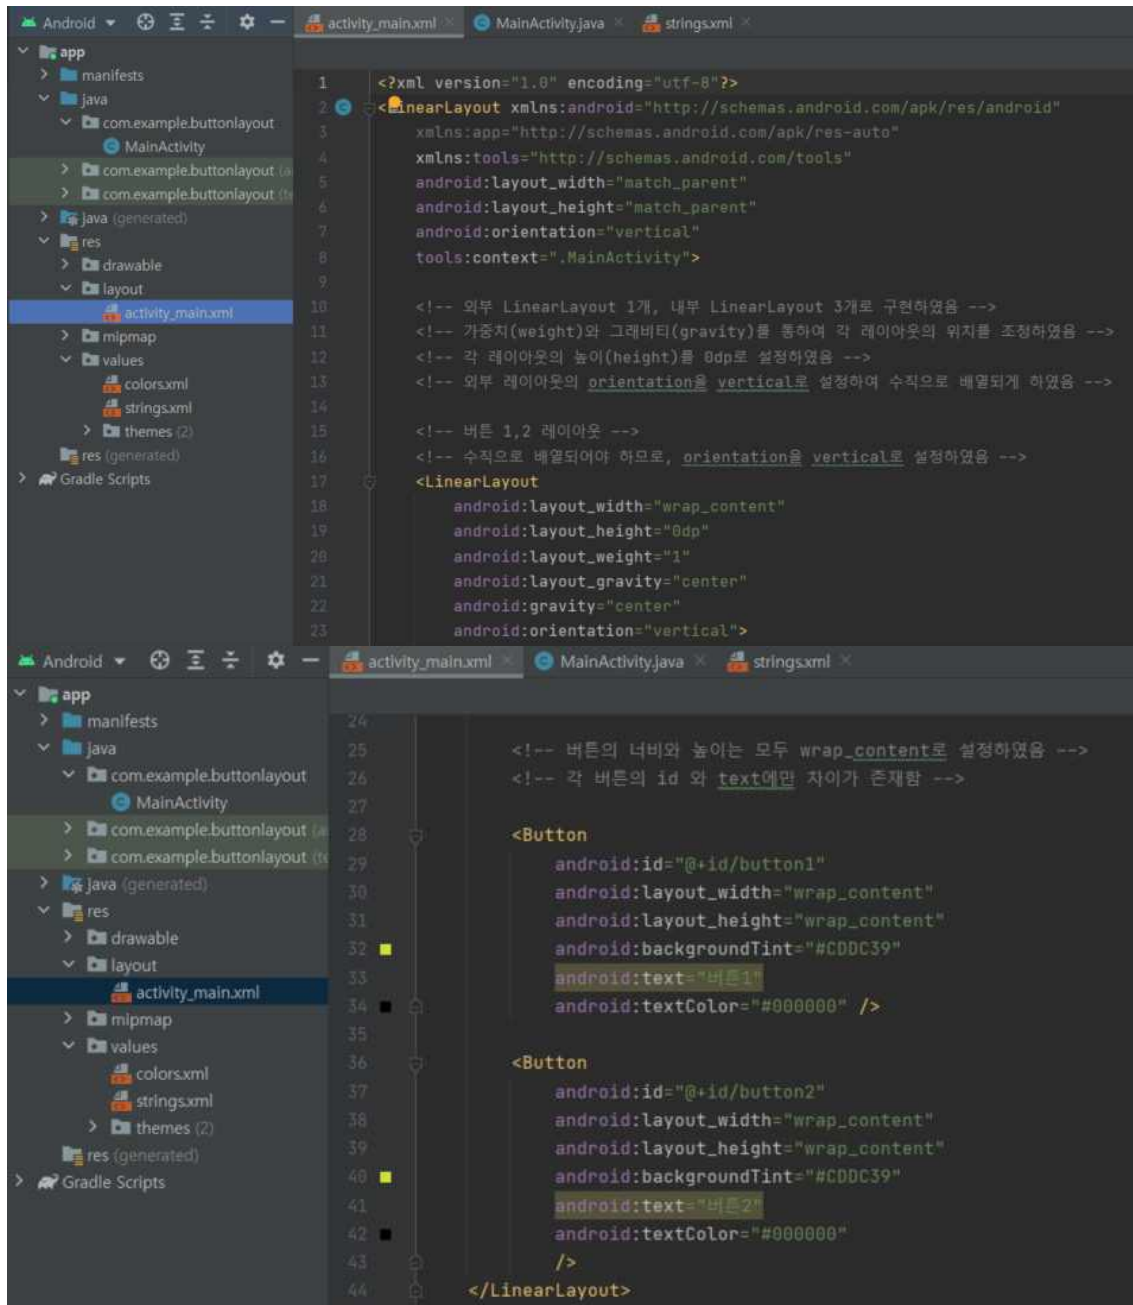 Android
activity_main.xml
MainActivity.java
strings.xml
app
manifests
java
com.example.buttonlayout
MainActivity
com.example.buttonlayout
com.example.buttonlayout
java (generated)
res
drawable
layout
activity_main.xml
mipmap
values
colors.xml
strings.xml
themes (2)
res (generated)
Gradle Scripts
1 <?xml version="1.0" encoding="utf-8"?>
2 <LinearLayout xmlns:android="http://schemas.android.com/apk/res/android"
3 xmlns:app="http://schemas.android.com/apk/res-auto"
4 xmlns:tools="http://schemas.android.com/tools"
5 android:layout_width="match_parent"
6 android:layout_height="match_parent"
7 android:orientation="vertical"
8 tools:context=".MainActivity">
9
10 <!-- 외부 LinearLayout 1개, 내부 LinearLayout 3개로 구현하였음 -->
11 <!-- 가중치(weight)와 그래비티(gravity)를 통하여 각 레이아웃의 위치를 조정하였음 -->
12 <!-- 각 레이아웃의 높이(height)를 0dp로 설정하였음 -->
13 <!-- 외부 레이아웃의 orientation을 vertical로 설정하여 수직으로 배열되게 하였음 -->
14
15 <!-- 버튼 1,2 레이아웃 -->
16 <!-- 수직으로 배열되어야 하므로, orientation을 vertical로 설정하였음 -->
17 <LinearLayout
18 android:layout_width="wrap_content"
19 android:layout_height="0dp"
20 android:layout_weight="1"
21 android:layout_gravity="center"
22 android:gravity="center"
23 android:orientation="vertical">
Android
activity_main.xml
MainActivity.java
strings.xml
app
manifests
java
com.example.buttonlayout
MainActivity
com.example.buttonlayout
com.example.buttonlayout
java (generated)
res
drawable
layout
activity_main.xml
mipmap
values
colors.xml
strings.xml
themes (2)
res (generated)
Gradle Scripts
24
25 <!-- 버튼의 너비와 높이는 모두 wrap_content로 설정하였음 -->
26 <!-- 각 버튼의 id 와 text에만 차이가 존재함 -->
27
28 <Button
29 android:id="@+id/button1"
30 android:layout_width="wrap_content"
31 android:layout_height="wrap_content"
32 android:backgroundTint="#CDDC39"
33 android:text="버튼1"
34 android:textColor="#000000" />
35
36 <Button
37 android:id="@+id/button2"
38 android:layout_width="wrap_content"
39 android:layout_height="wrap_content"
40 android:backgroundTint="#CDDC39"
41 android:text="버튼2"
42 android:textColor="#000000"
43 />
44 </LinearLayout>